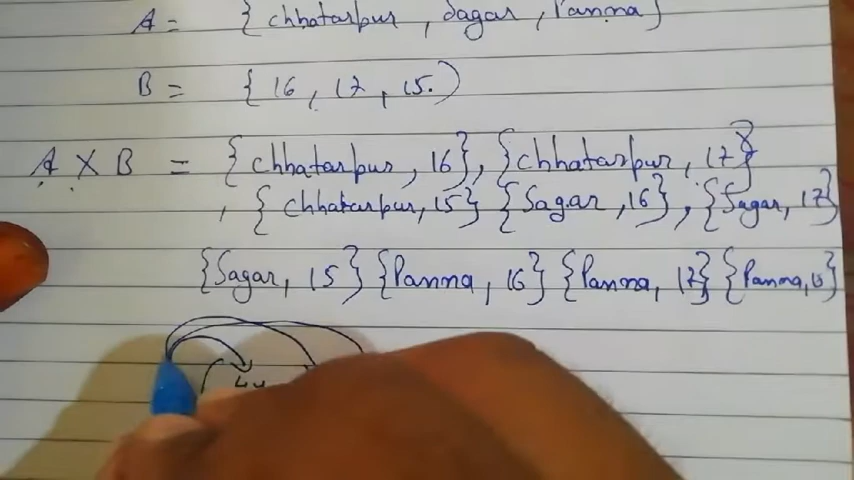 A = { chhatarpur , Sagar , Panna }
B = { 16 , 17 , 15. }
A X B = { chhatarpur , 16 } , { chhatarpur , 17 }
, { chhatarpur , 15 } { Sagar , 16 } , { Sagar , 17 }
{ Sagar , 15 } { Panna , 16 } { Panna , 17 } { Panna , }